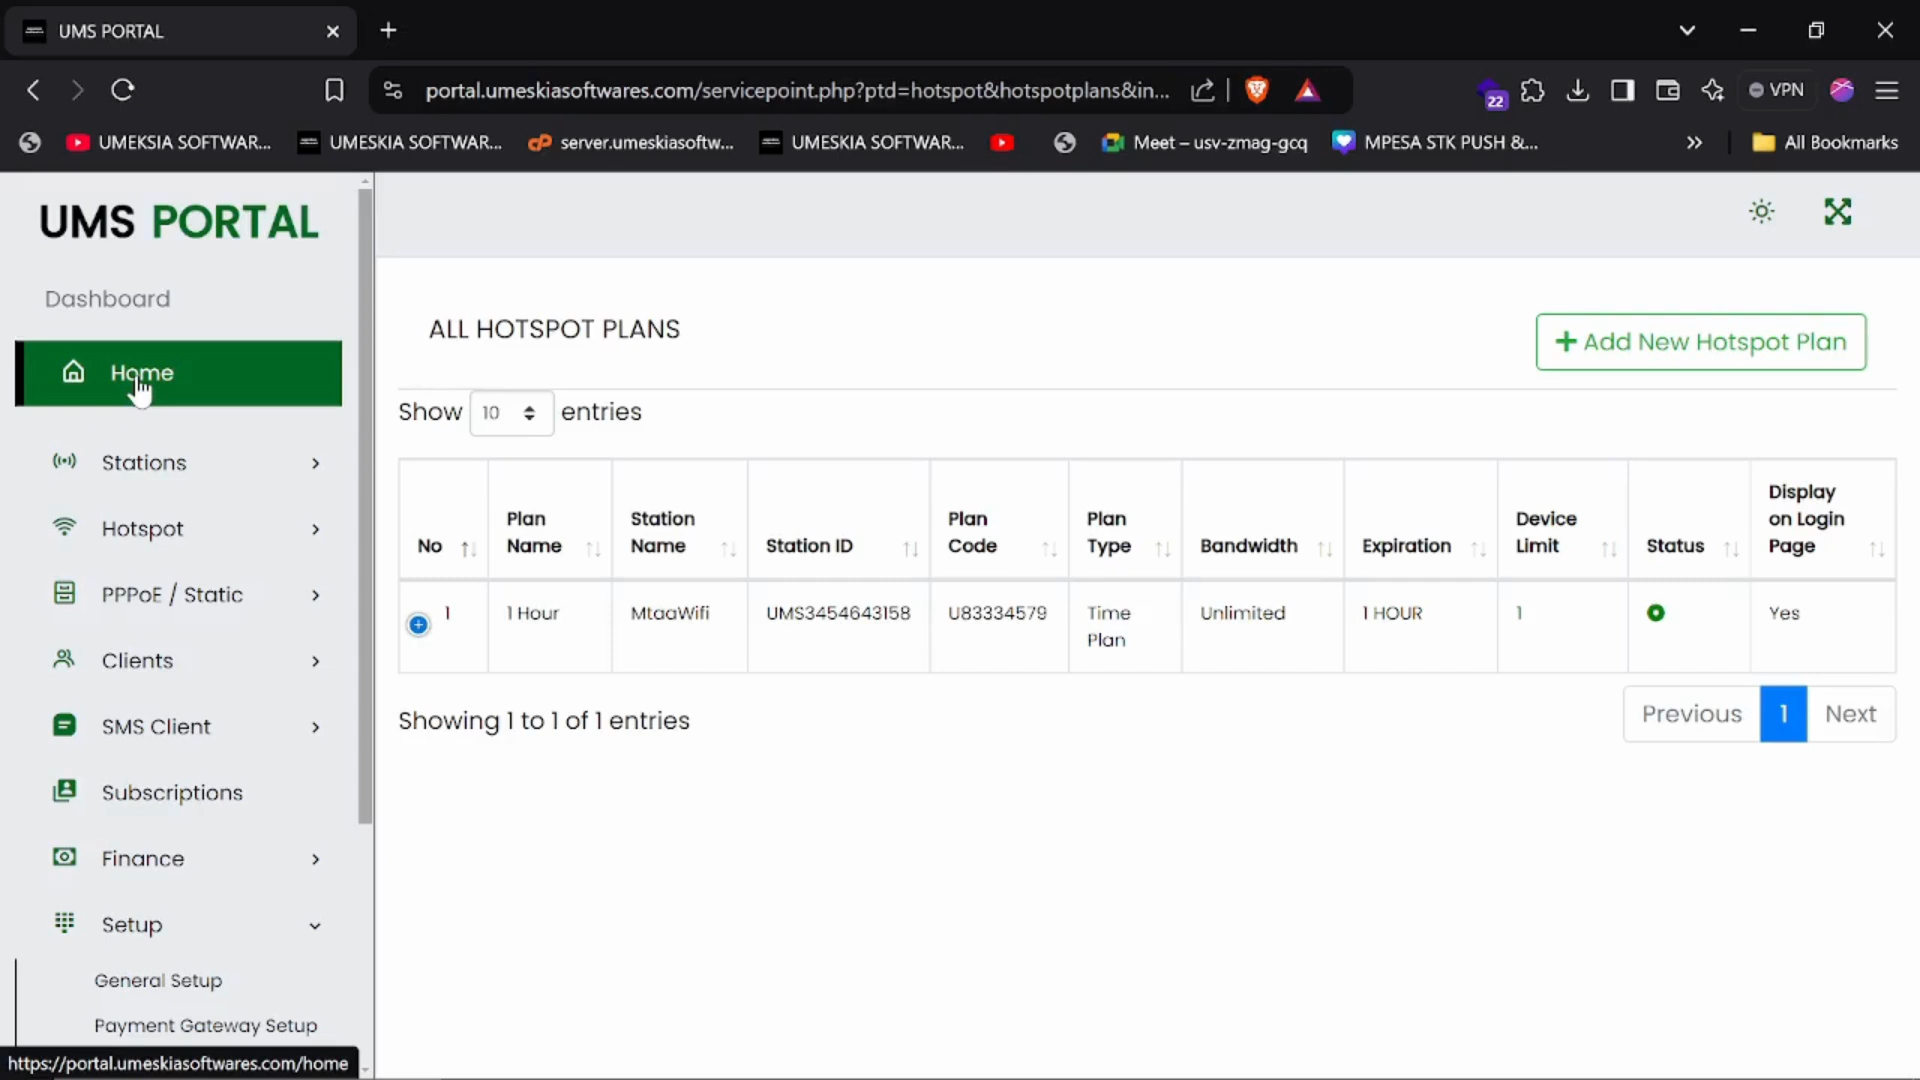 UMS PORTAL
portal.umeskiasoftwares.com/servicepoint.php?ptd=hotspot&hotspotplans&in...
22
VPN
UMEKSIA SOFTWAR...
UMESKIA SOFTWAR...
server.umeskiasoftw...
UMESKIA SOFTWAR...
Meet – usv-zmag-gcq
MPESA STK PUSH &...
All Bookmarks
UMS PORTAL
Dashboard
Home
Stations
Hotspot
PPPoE / Static
Clients
SMS Client
Subscriptions
Finance
Setup
General Setup
Payment Gateway Setup
https://portal.umeskiasoftwares.com/home
ALL HOTSPOT PLANS
Add New Hotspot Plan
Show 10 entries
No Plan Name Station Name Station ID Plan Code Plan Type Bandwidth Expiration Device Limit Status Display on Login Page
1 1 Hour MtaaWifi UMS3454643158 U83334579 Time Plan Unlimited 1 HOUR 1 Yes
Showing 1 to 1 of 1 entries
Previous 1 Next